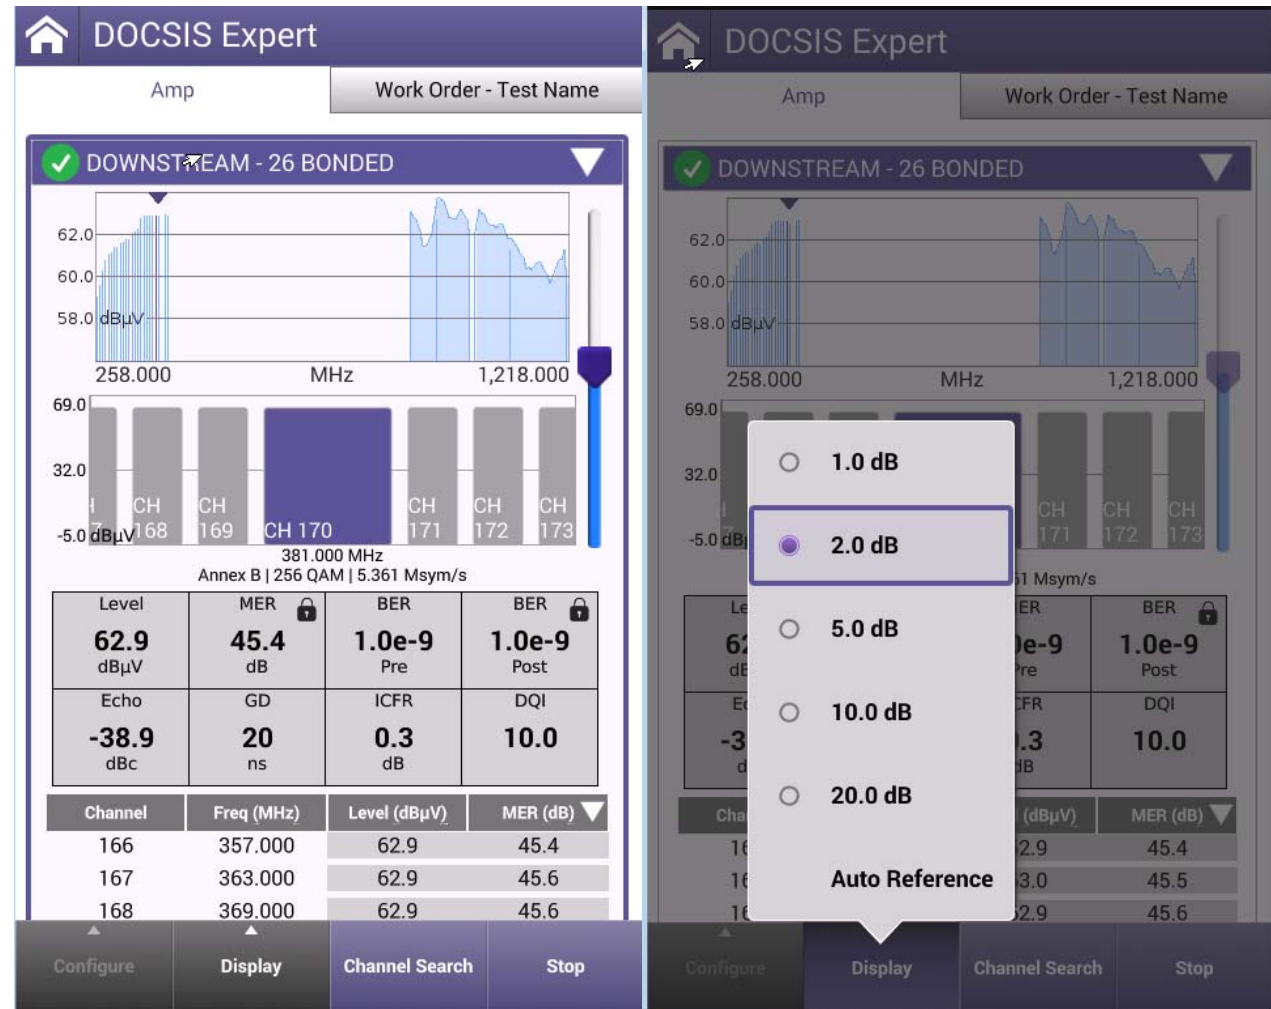 DOCSIS Expert
Amp
Work Order - Test Name
DOWNSTREAM - 26 BONDED
62.0
60.0
58.0 dBµV
258.000 MHz 1,218.000
69.0
32.0
-5.0 dBµV
CH 168
CH 169
CH 170
CH 171
CH 172
CH 173
381.000 MHz
Annex B | 256 QAM | 5.361 Msym/s
Level MER BER BER
62.9 45.4 1.0e-9 1.0e-9
dBµV dB Pre Post
Echo GD ICFR DQI
-38.9 20 0.3 10.0
dBc ns dB
Channel Freq (MHz) Level (dBµV) MER (dB)
166 357.000 62.9 45.4
167 363.000 62.9 45.6
168 369.000 62.9 45.6
Configure Display Channel Search Stop
DOCSIS Expert
Amp
Work Order - Test Name
DOWNSTREAM - 26 BONDED
62.0
60.0
58.0 dBµV
258.000 MHz 1,218.000
69.0
32.0
-5.0
CH 171
CH 172
CH 173
Msym/s
BER
1.0e-9
Post
DQI
10.0
1.0 dB
2.0 dB
5.0 dB
10.0 dB
20.0 dB
Auto Reference
(dBµV) MER (dB)
45.4
3.0 45.5
45.6
Configure Display Channel Search Stop